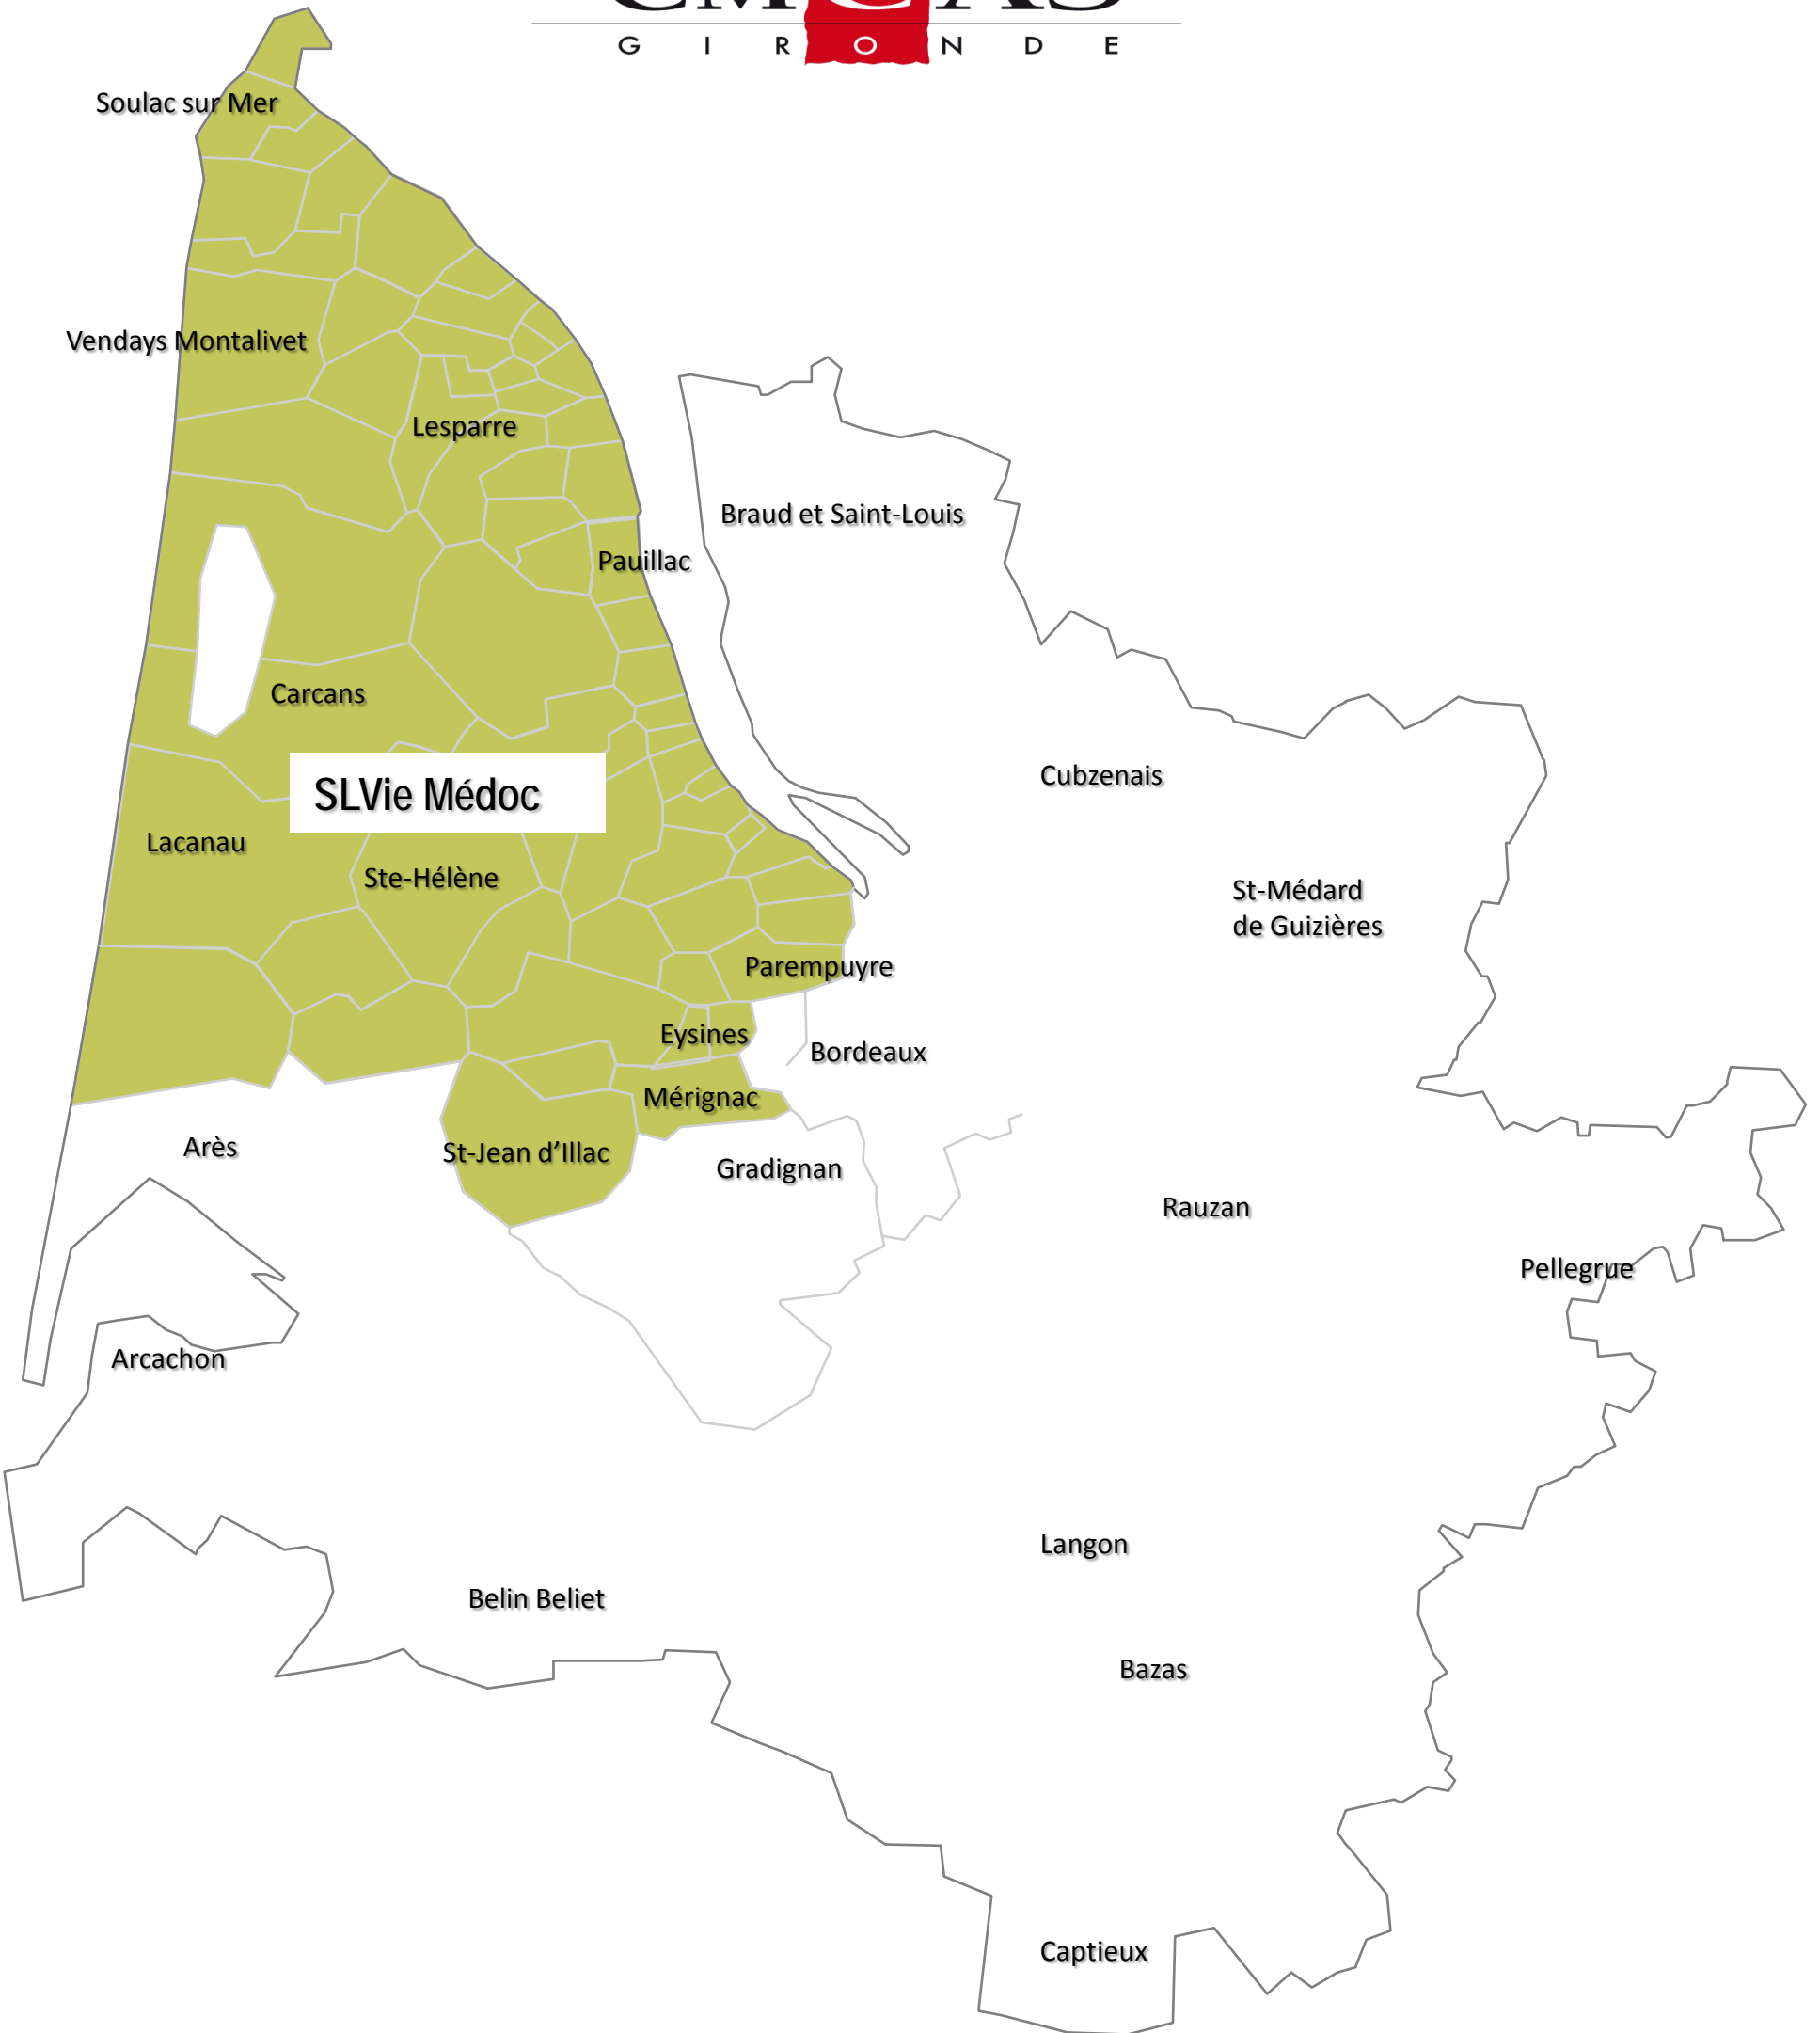 CMCAS
GIRONDE
Soulac sur Mer
Vendays Montalivet
Lesparre
Braud et Saint-Louis
Pauillac
Carcans
SLVie Médoc
Cubzenais
Lacanau
Ste-Hélène
St-Médard
de Guizières
Parempuyre
Eysines
Bordeaux
Mérignac
Arès
St-Jean d’Illac
Gradignan
Rauzan
Pellegrue
Arcachon
Langon
Belin Beliet
Bazas
Captieux